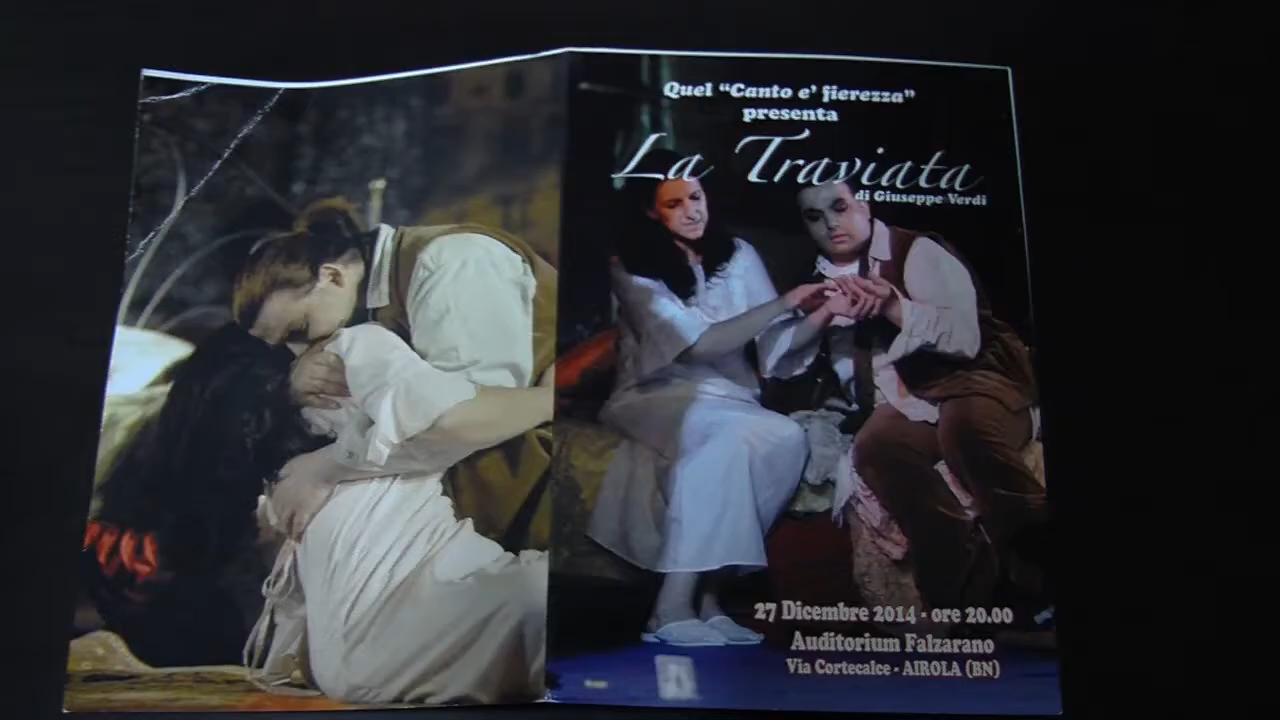 Quel “Canto e’ fierezza”
presenta
La Traviata
di Giuseppe Verdi
27 Dicembre 2014 - ore 20.00
Auditorium Falzarano
Via Cortecalce - AIROLA (BN)